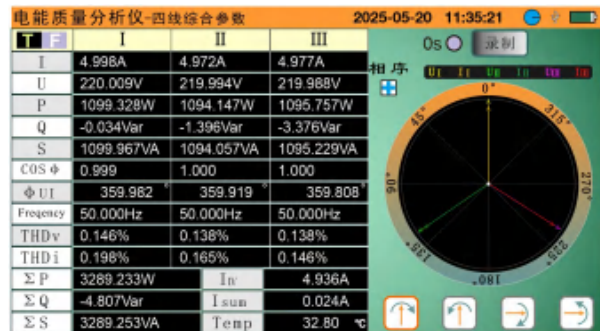 电能质量分析仪-四线综合参数 2025-05-20 11:35:21
T F I II III
I 4.998A 4.972A 4.977A
U 220.009V 219.994V 219.988V
P 1099.328W 1094.147W 1095.757W
Q -0.034Var -1.396Var -3.376Var
S 1099.967VA 1094.057VA 1095.229VA
COSΦ 0.999 1.000 1.000
ΦUI 359.982° 359.919° 359.808°
Freqency 50.000Hz 50.000Hz 50.000Hz
THDv 0.146% 0.138% 0.138%
THDi 0.198% 0.165% 0.146%
ΣP 3289.233W In 4.936A
ΣQ -4.807Var Isum 0.024A
ΣS 3289.253VA Temp 32.80 ℃
0s 录制
相序
0°
45°
315°
90°
270°
135°
225°
180°